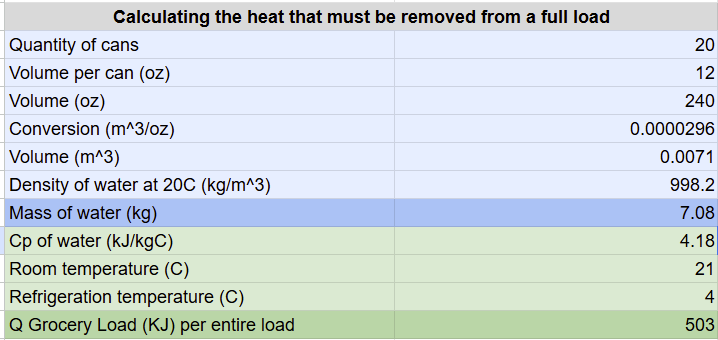 Calculating the heat that must be removed from a full load
Quantity of cans 20
Volume per can (oz) 12
Volume (oz) 240
Conversion (m^3/oz) 0.0000296
Volume (m^3) 0.0071
Density of water at 20C (kg/m^3) 998.2
Mass of water (kg) 7.08
Cp of water (kJ/kgC) 4.18
Room temperature (C) 21
Refrigeration temperature (C) 4
Q Grocery Load (KJ) per entire load 503